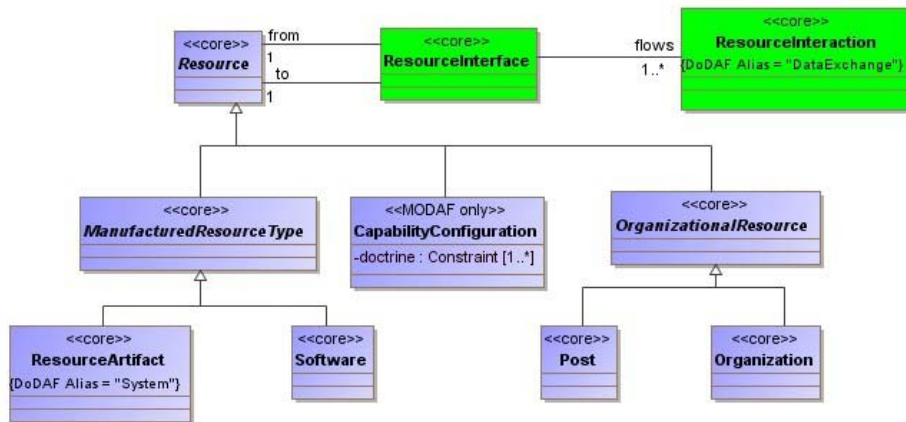 <<core>>
Resource
from
1
to
1
<<core>>
ResourceInterface
flows
1..*
<<core>>
ResourceInteraction
{DoDAF Alias = "DataExchange"}
<<core>>
ManufacturedResourceType
<<MODAF only>>
CapabilityConfiguration
-doctrine : Constraint [1..*]
<<core>>
OrganizationalResource
<<core>>
ResourceArtifact
{DoDAF Alias = "System"}
<<core>>
Software
<<core>>
Post
<<core>>
Organization